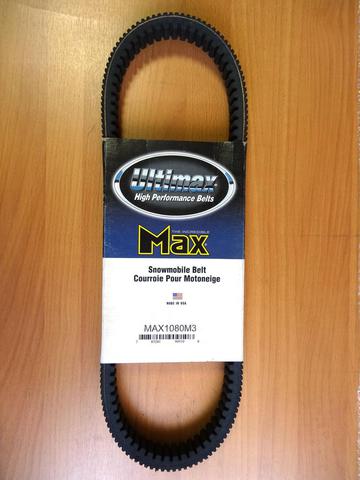 Ultimax
High Performance Belts
THE INCREDIBLE
Max
Snowmobile Belt
Courroie Pour Motoneige
MADE IN USA
MAX1080M3